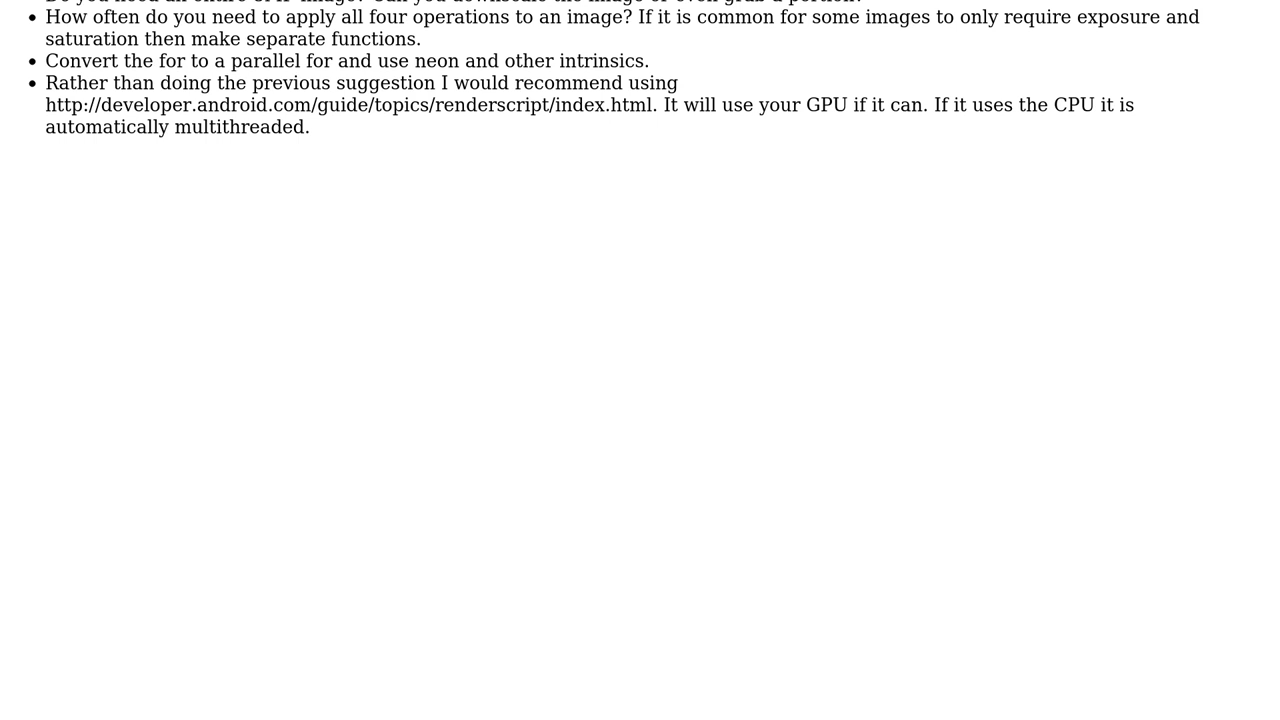 How often do you need to apply all four operations to an image? If it is common for some images to only require exposure and
saturation then make separate functions.
Convert the for to a parallel for and use neon and other intrinsics.
Rather than doing the previous suggestion I would recommend using
http://developer.android.com/guide/topics/renderscript/index.html. It will use your GPU if it can. If it uses the CPU it is
automatically multithreaded.